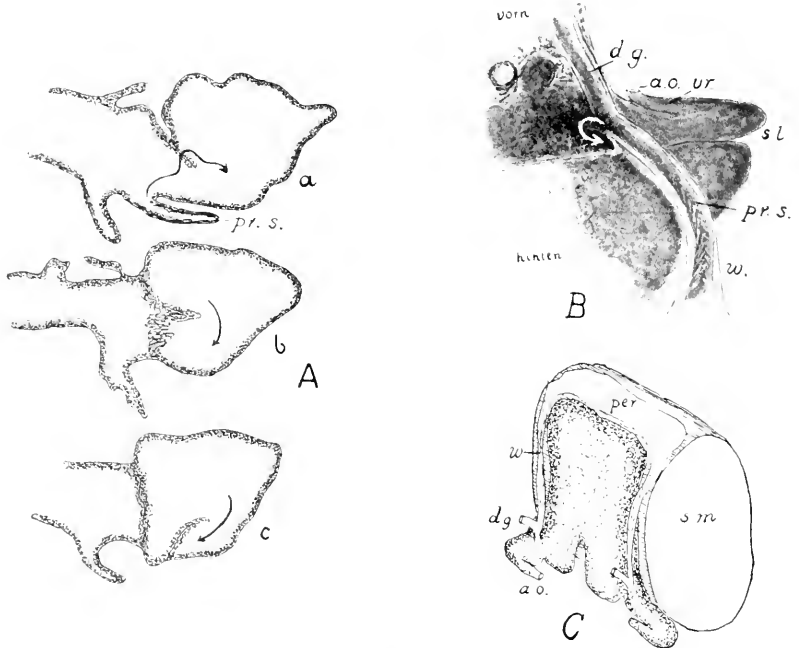 a
pr. s.
b
A
c
vorn
d g.
a.o. ur.
s l
pr. s.
w.
hinten
B
per
w
s m
d g
a o.
C